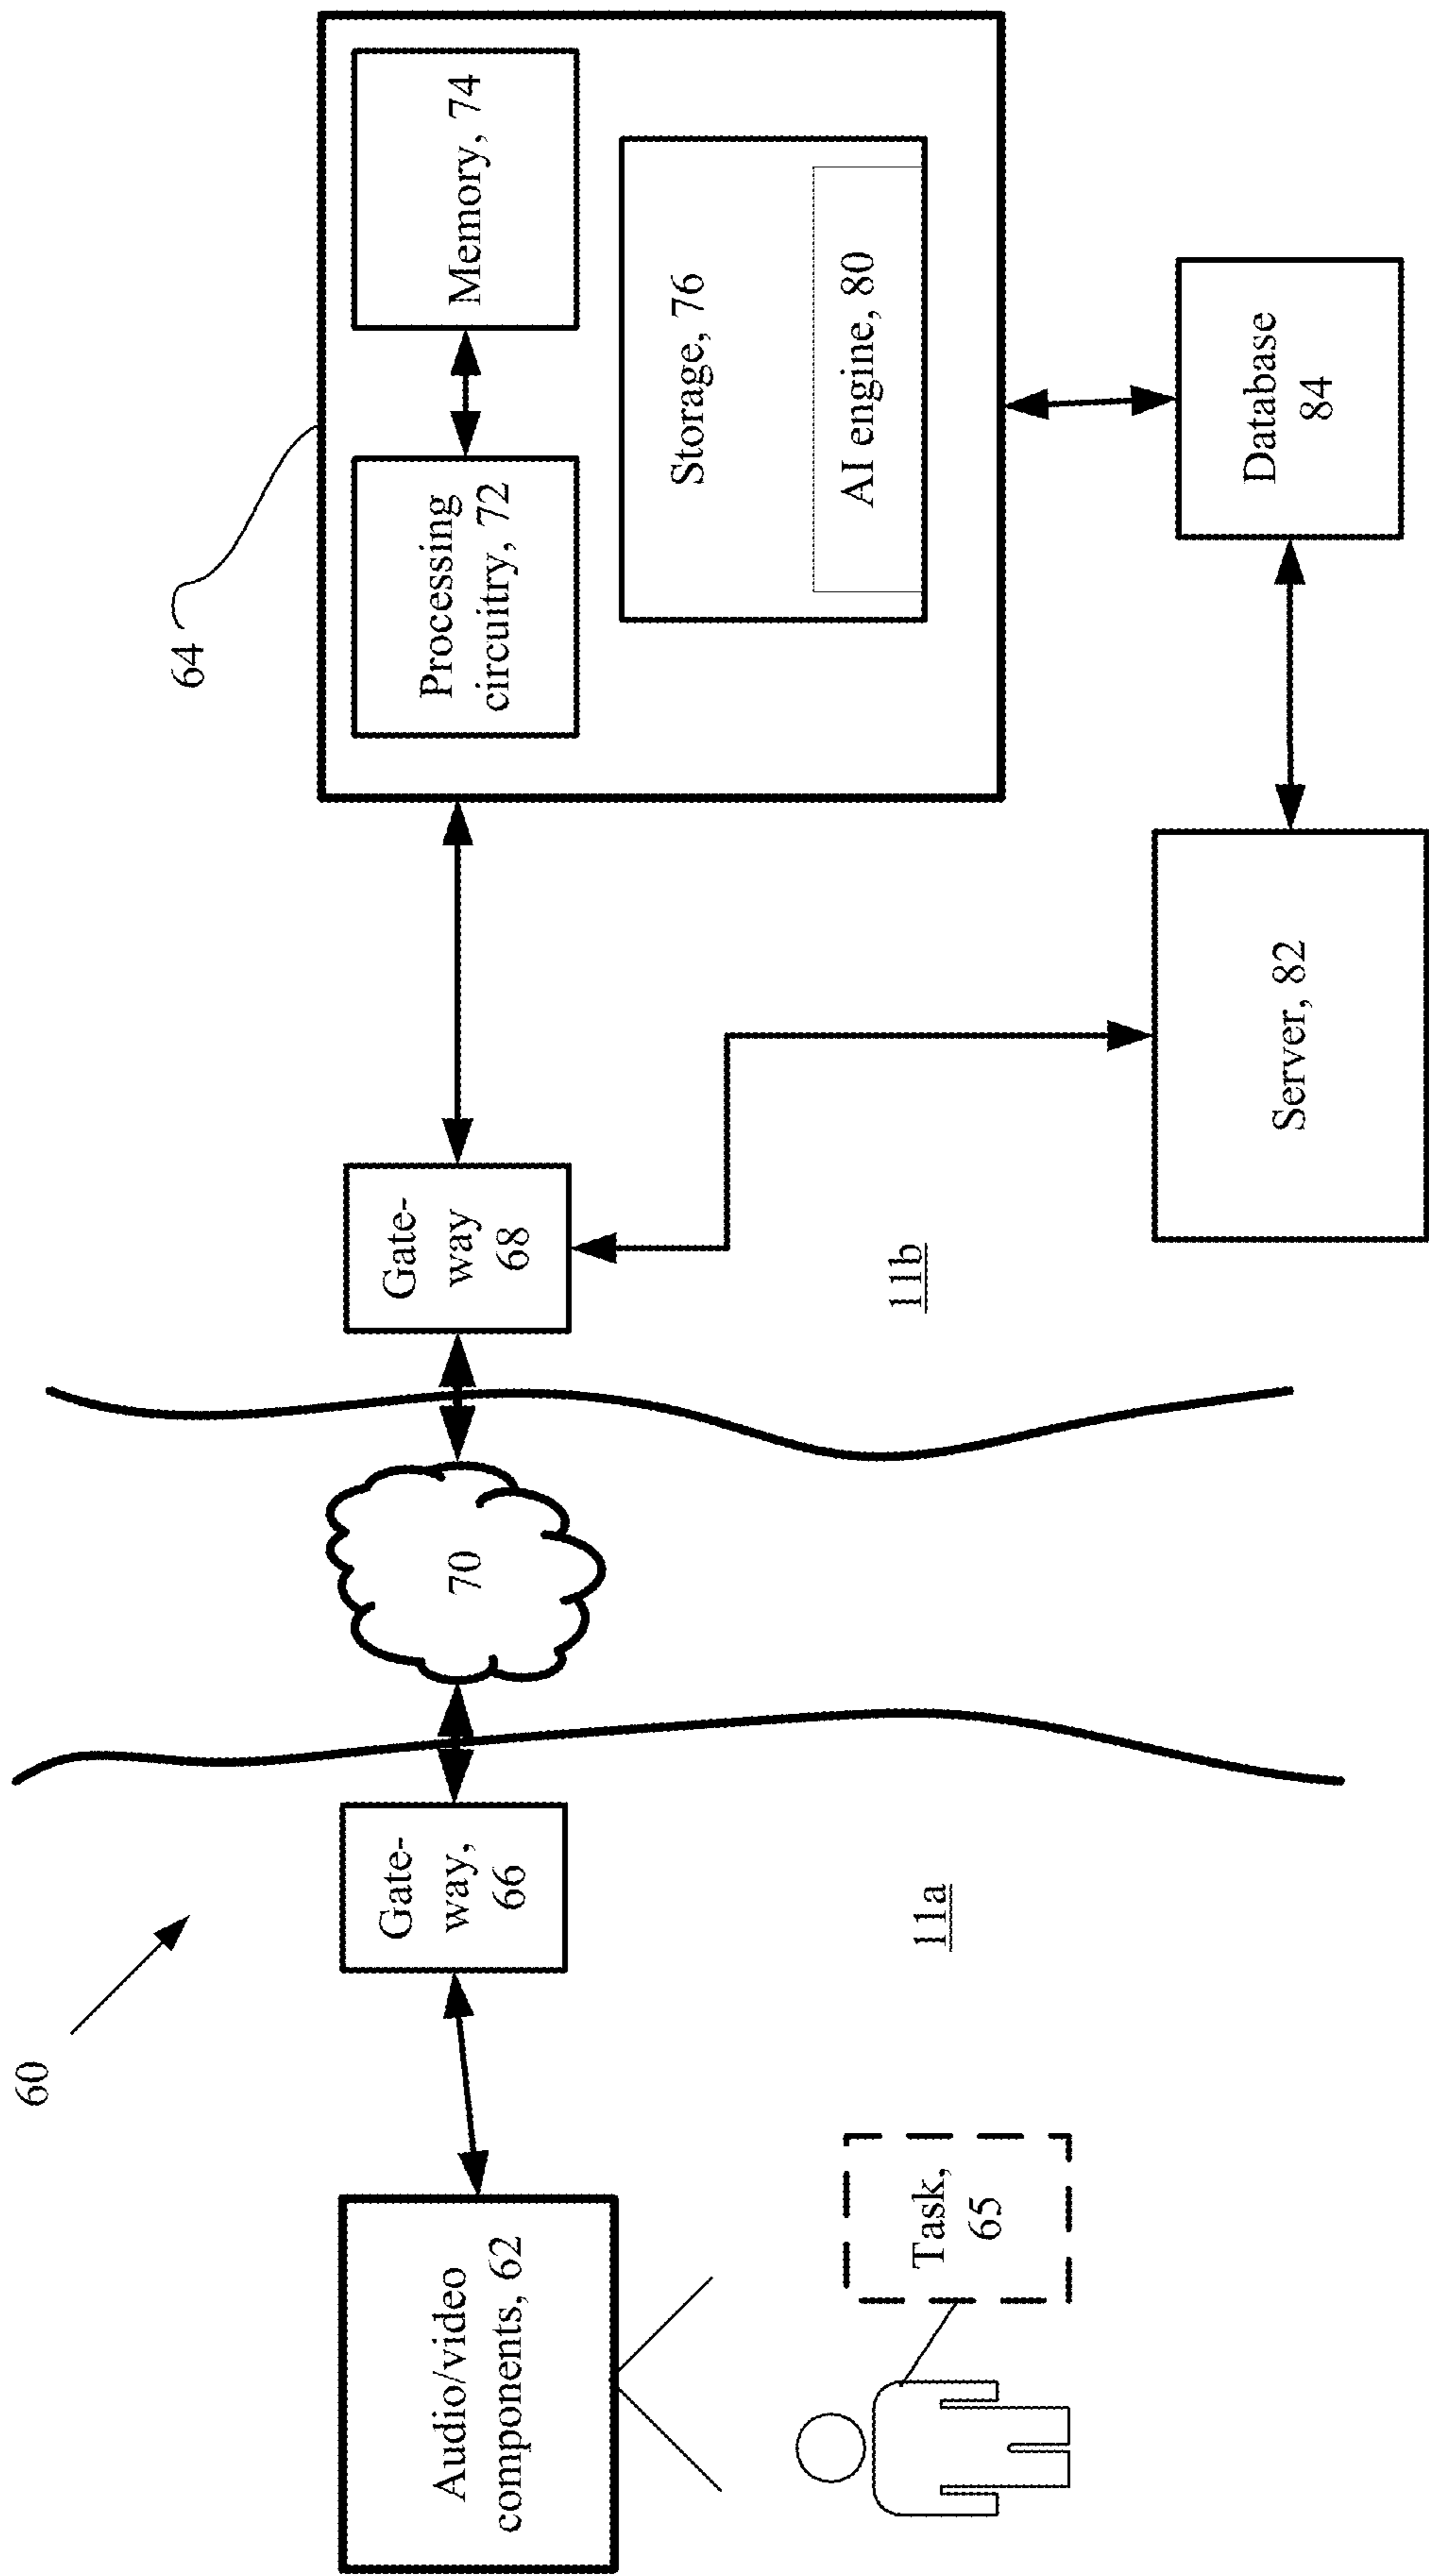 60
64
Processing
circuitry, 72
Memory, 74
Storage, 76
AI engine, 80
Audio/video
components, 62
Gate-
way,
66
70
Gate-
way
68
Task,
65
11a
11b
Server, 82
Database
84